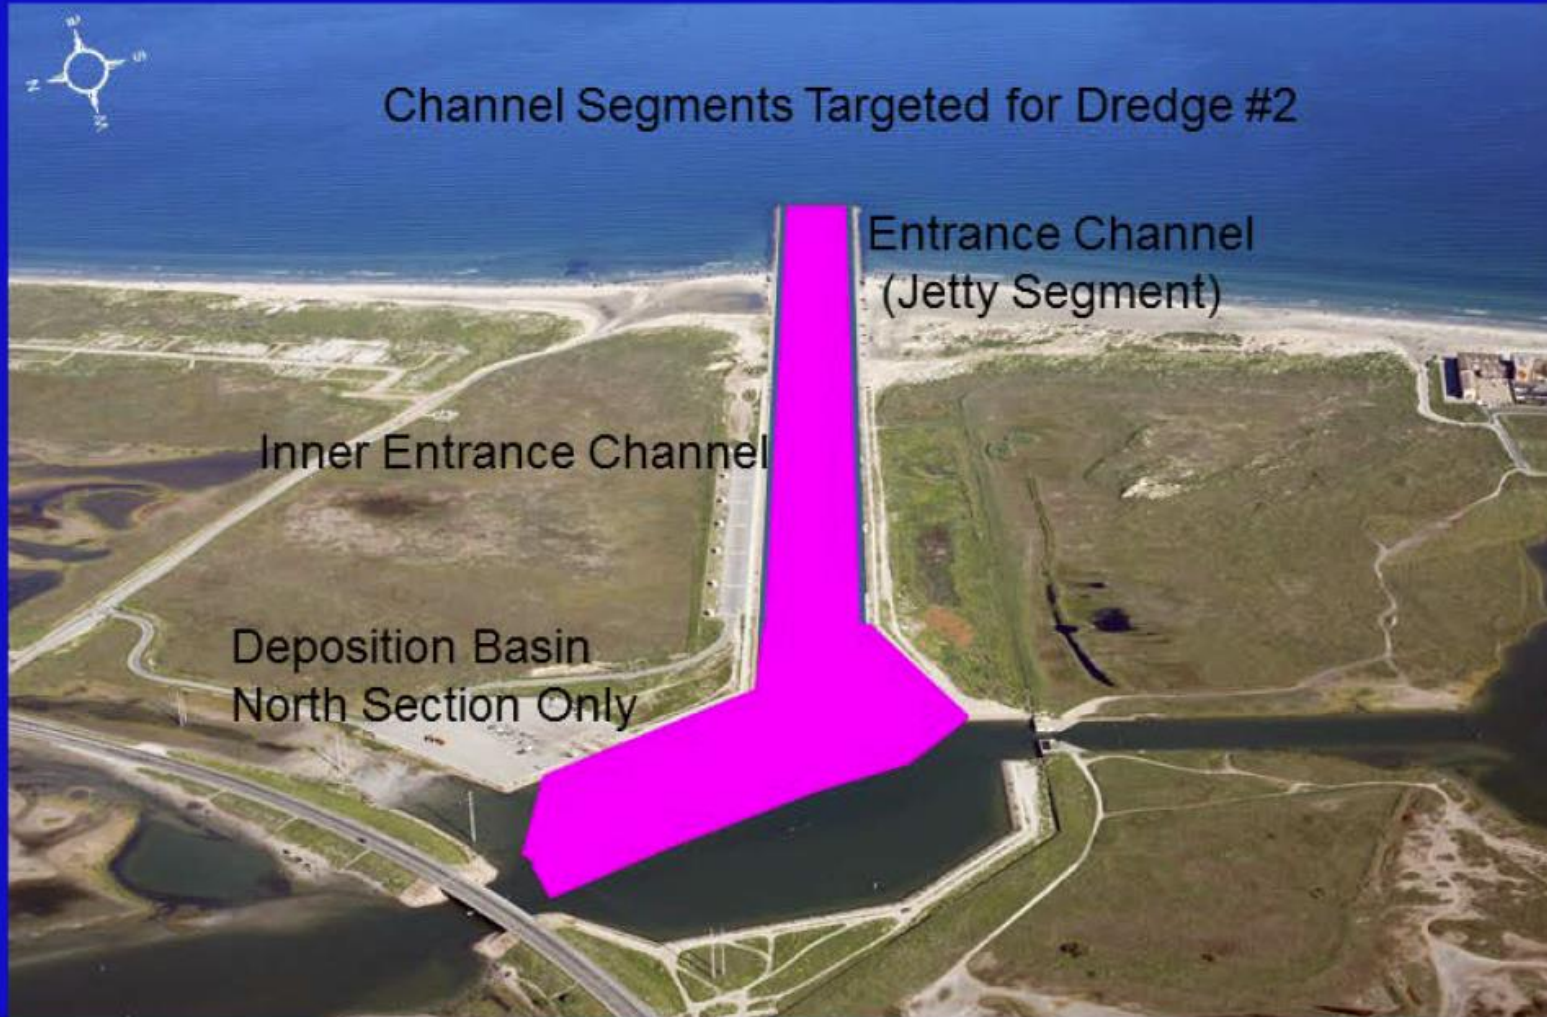 E
S
N
W
Channel Segments Targeted for Dredge #2
Entrance Channel
(Jetty Segment)
Inner Entrance Channel
Deposition Basin
North Section Only